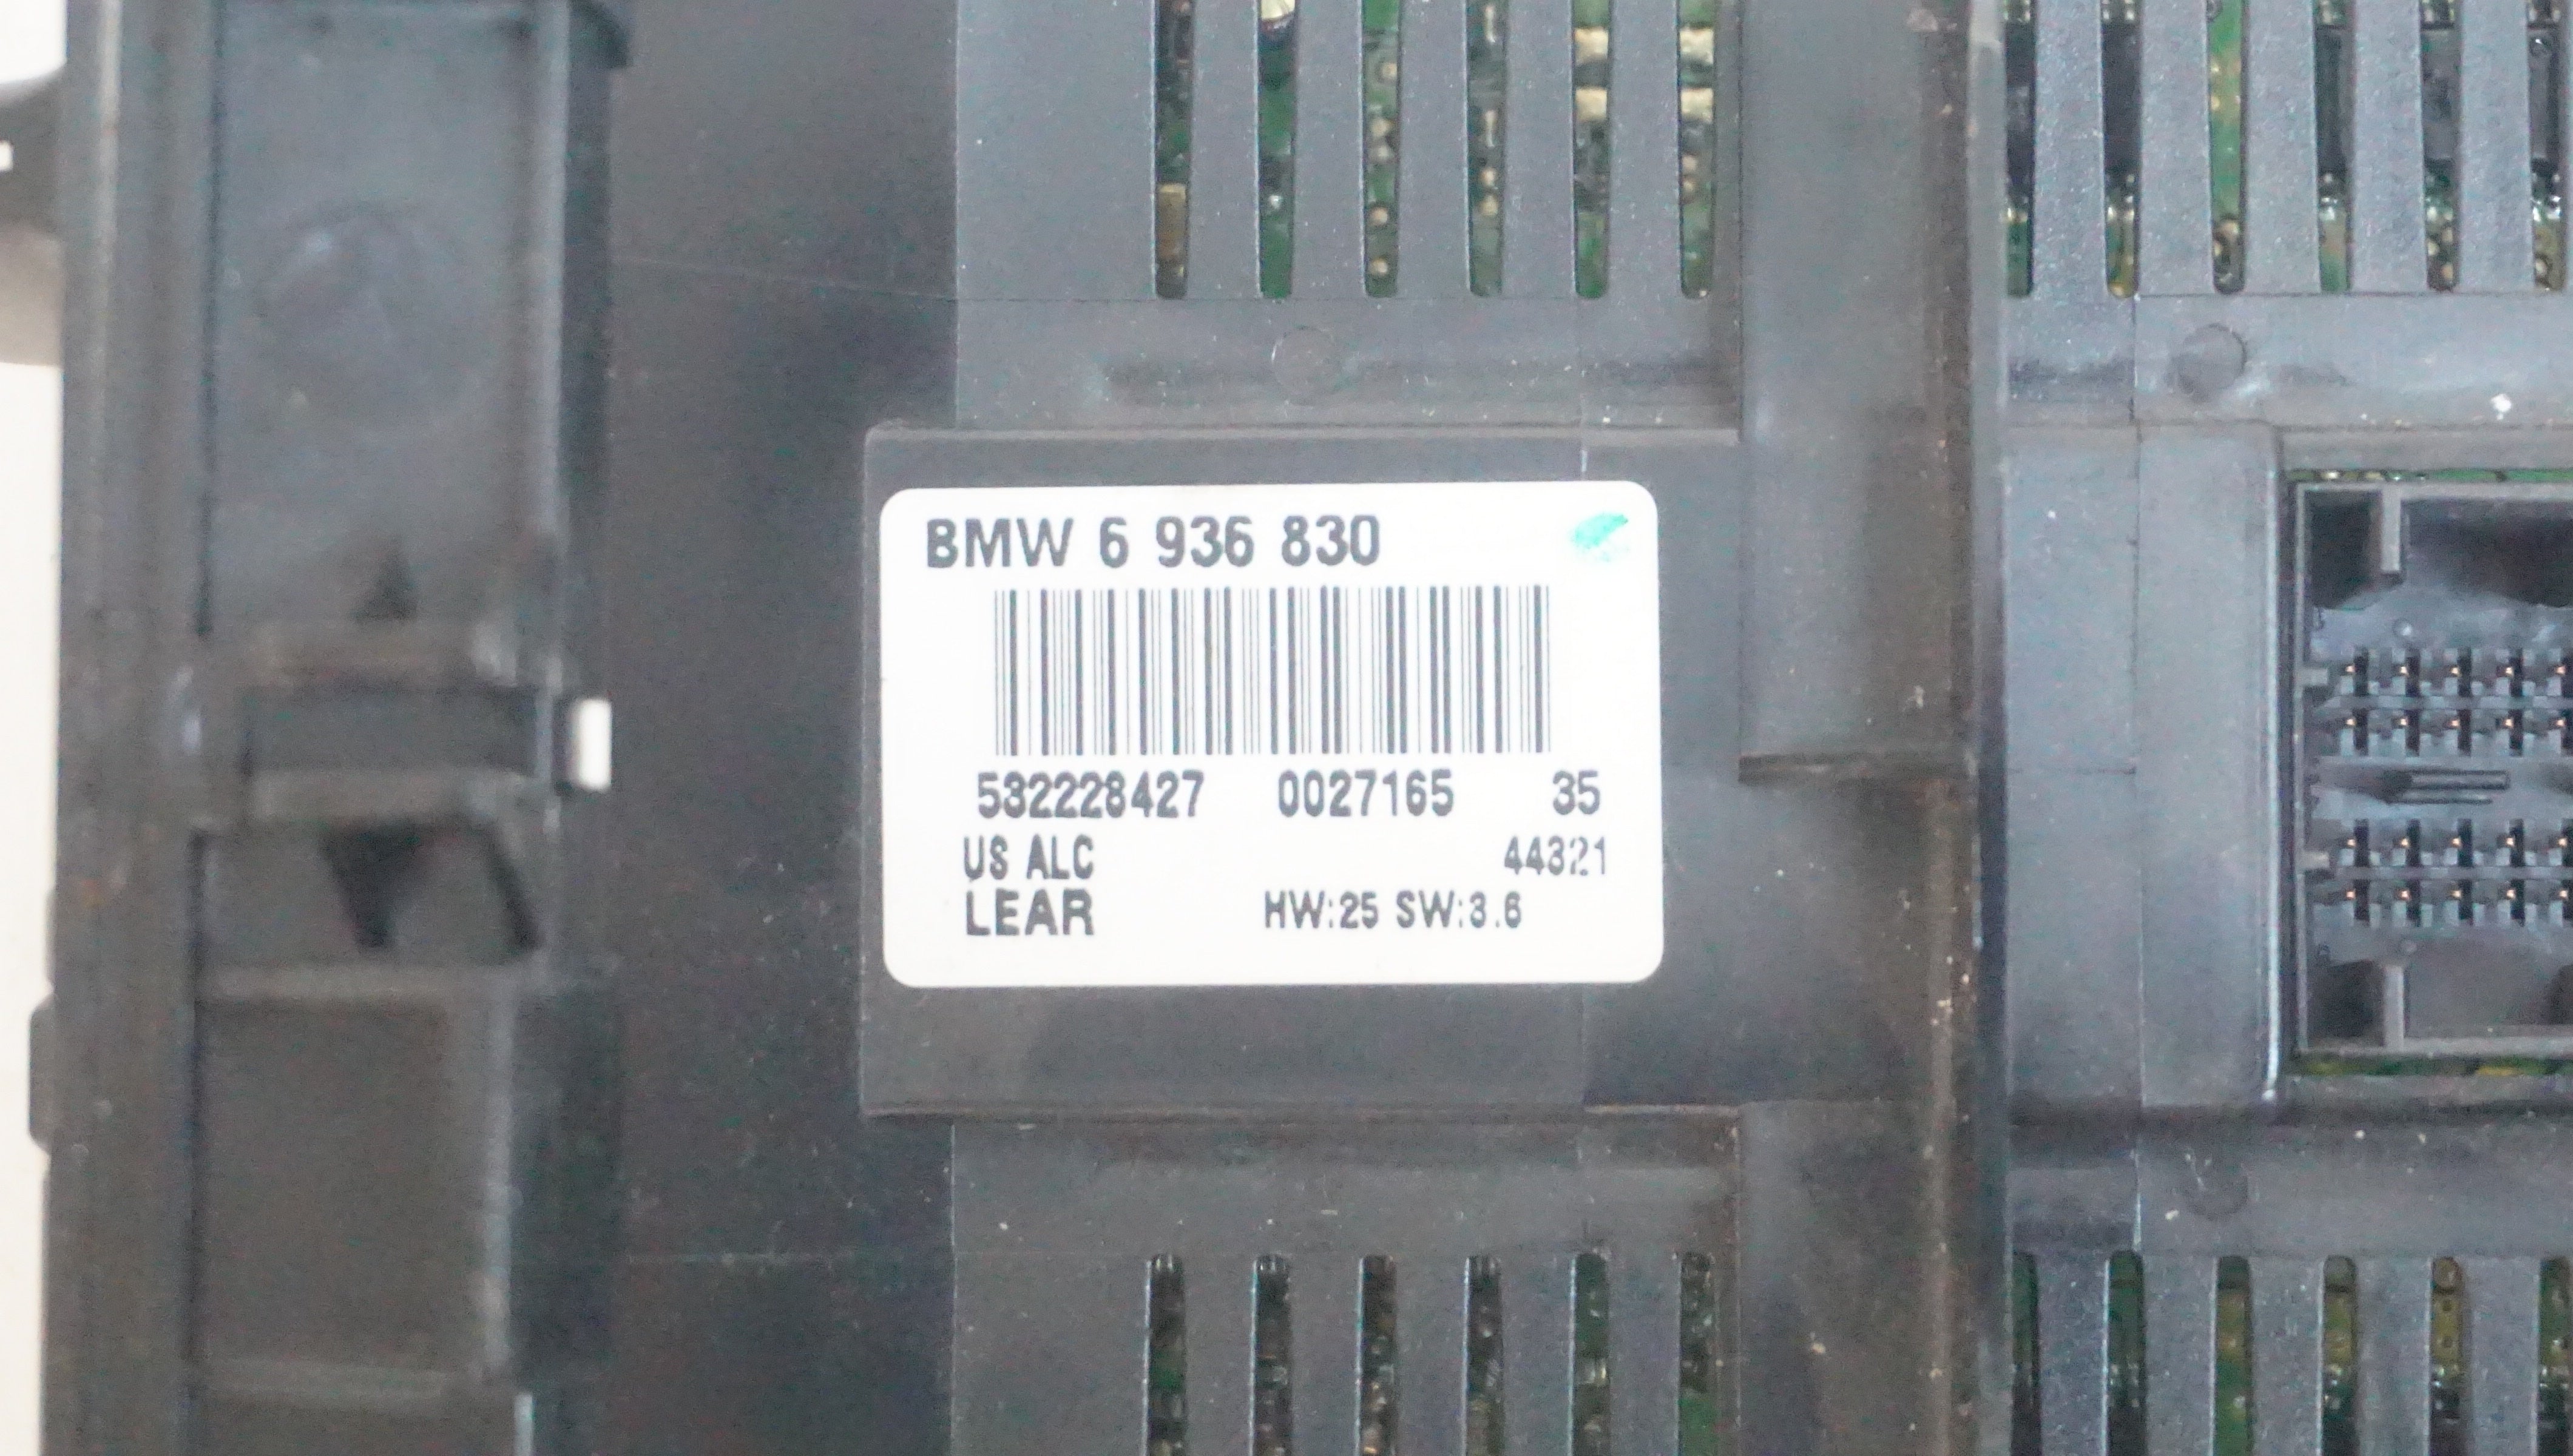 BMW 6 936 830
532228427 0027165 35
US ALC 44321
LEAR HW:25 SW:3.6